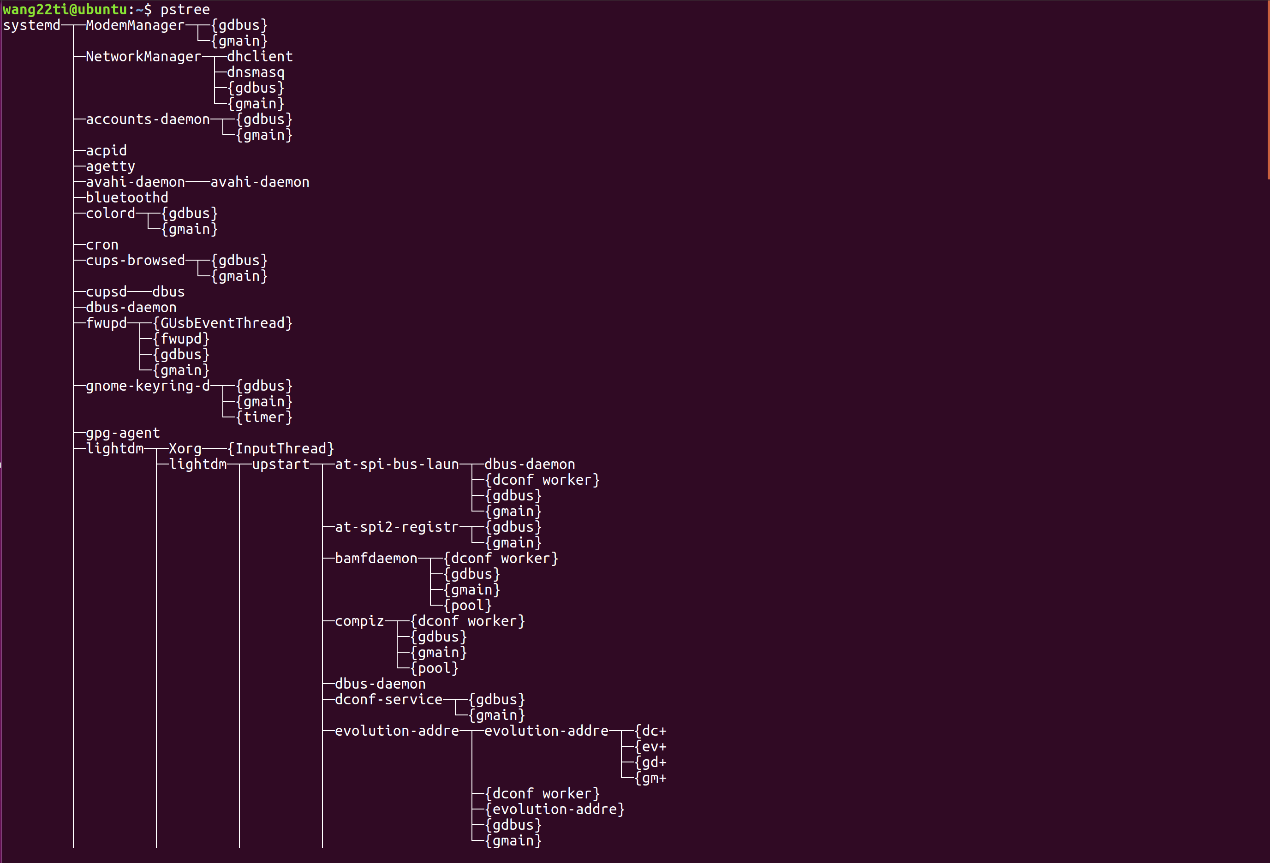 wang22ti@ubuntu:~$ pstree
systemd─┬─ModemManager─┬─{gdbus}
        │              └─{gmain}
        ├─NetworkManager─┬─dhclient
        │                ├─dnsmasq
        │                ├─{gdbus}
        │                └─{gmain}
        ├─accounts-daemon─┬─{gdbus}
        │                 └─{gmain}
        ├─acpid
        ├─agetty
        ├─avahi-daemon───avahi-daemon
        ├─bluetoothd
        ├─colord─┬─{gdbus}
        │        └─{gmain}
        ├─cron
        ├─cups-browsed─┬─{gdbus}
        │              └─{gmain}
        ├─cupsd───dbus
        ├─dbus-daemon
        ├─fwupd─┬─{GUsbEventThread}
        │       ├─{fwupd}
        │       ├─{gdbus}
        │       └─{gmain}
        ├─gnome-keyring-d─┬─{gdbus}
        │                 ├─{gmain}
        │                 └─{timer}
        ├─gpg-agent
        ├─lightdm─┬─Xorg───{InputThread}
        │         ├─lightdm─┬─upstart─┬─at-spi-bus-laun─┬─dbus-daemon
        │         │         │         │                 ├─{dconf worker}
        │         │         │         │                 ├─{gdbus}
        │         │         │         │                 └─{gmain}
        │         │         │         ├─at-spi2-registr─┬─{gdbus}
        │         │         │         │                 └─{gmain}
        │         │         │         ├─bamfdaemon─┬─{dconf worker}
        │         │         │         │            ├─{gdbus}
        │         │         │         │            ├─{gmain}
        │         │         │         │            └─{pool}
        │         │         │         ├─compiz─┬─{dconf worker}
        │         │         │         │        ├─{gdbus}
        │         │         │         │        ├─{gmain}
        │         │         │         │        └─{pool}
        │         │         │         ├─dbus-daemon
        │         │         │         ├─dconf-service─┬─{gdbus}
        │         │         │         │               └─{gmain}
        │         │         │         ├─evolution-addre─┬─evolution-addre─┬─{dc+
        │         │         │         │                 │                 ├─{ev+
        │         │         │         │                 │                 ├─{gd+
        │         │         │         │                 │                 └─{gm+
        │         │         │         │                 ├─{dconf worker}
        │         │         │         │                 ├─{evolution-addre}
        │         │         │         │                 ├─{gdbus}
        │         │         │         │                 └─{gmain}